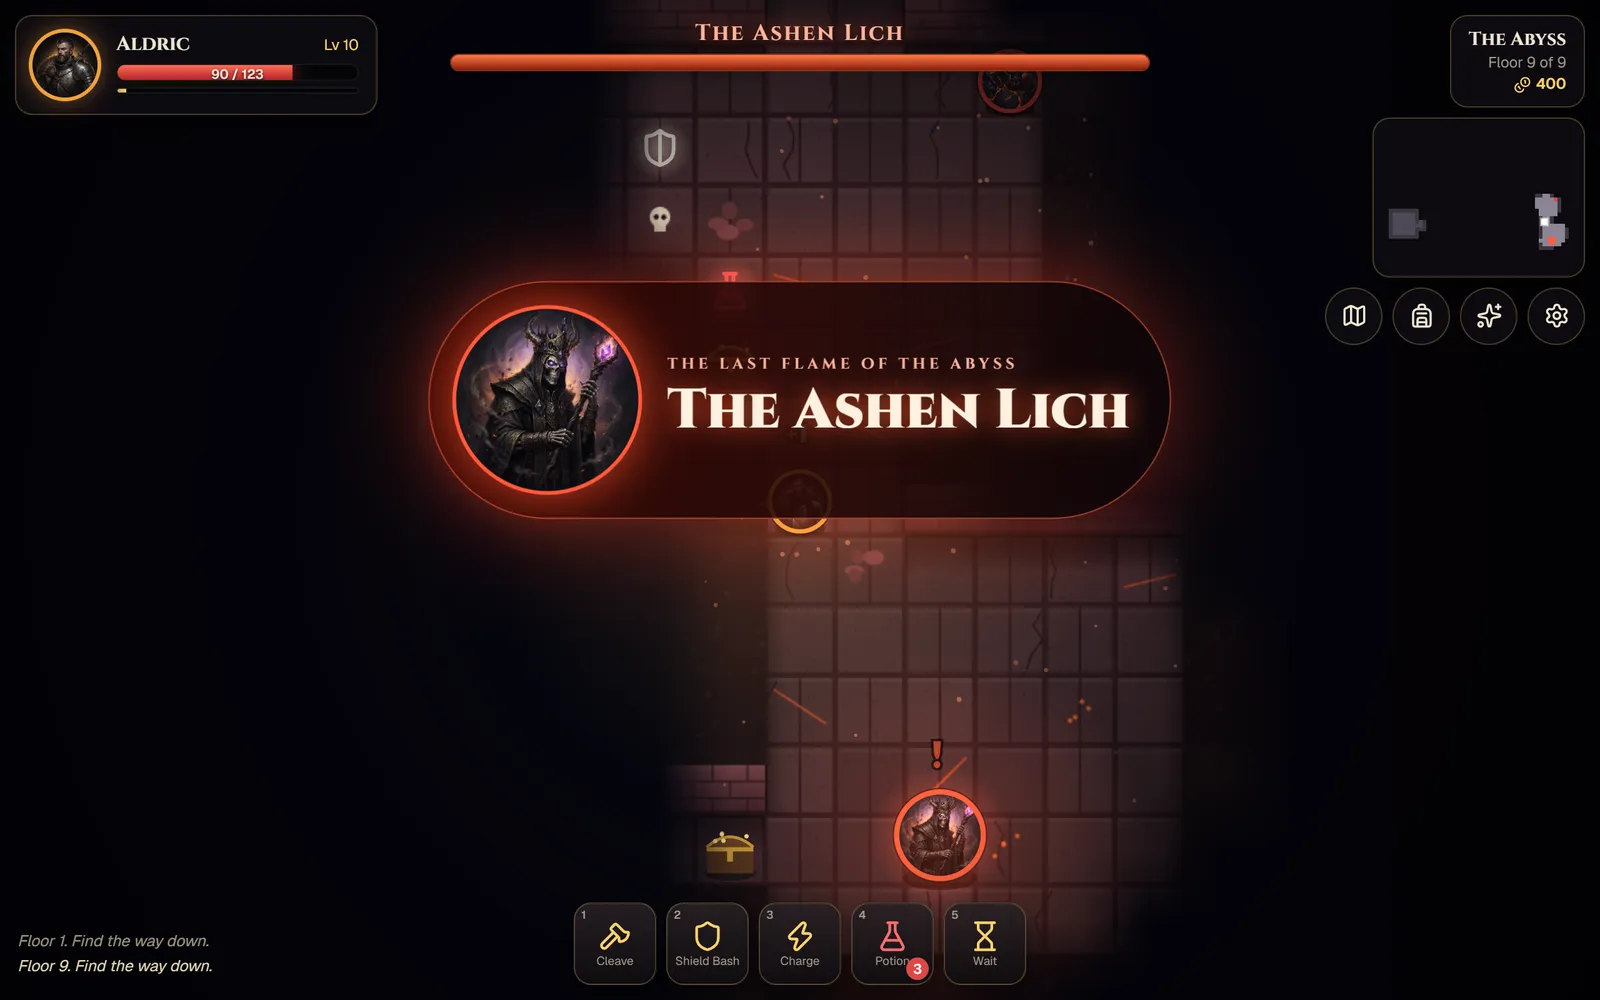 ALDRIC
Lv 10
90 / 123
THE ASHEN LICH
THE ABYSS
Floor 9 of 9
400
THE LAST FLAME OF THE ABYSS
THE ASHEN LICH
!
Floor 1. Find the way down.
Floor 9. Find the way down.
1
Cleave
2
Shield Bash
3
Charge
4
Potion
3
5
Wait